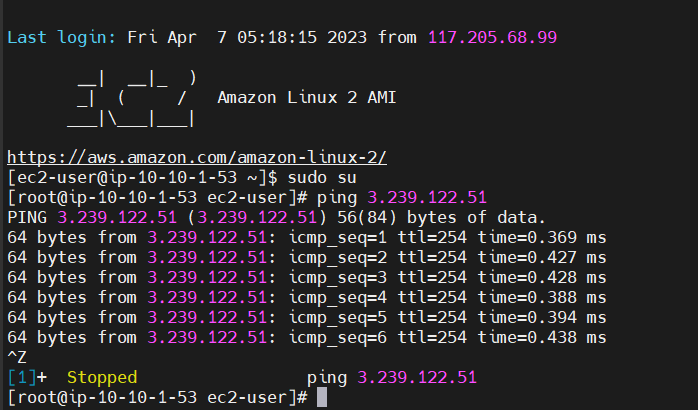 Last login: Fri Apr  7 05:18:15 2023 from 117.205.68.99
       __|  __|_  )
       _|  (     /   Amazon Linux 2 AMI
      ___|\___|___|
https://aws.amazon.com/amazon-linux-2/
[ec2-user@ip-10-10-1-53 ~]$ sudo su
[root@ip-10-10-1-53 ec2-user]# ping 3.239.122.51
PING 3.239.122.51 (3.239.122.51) 56(84) bytes of data.
64 bytes from 3.239.122.51: icmp_seq=1 ttl=254 time=0.369 ms
64 bytes from 3.239.122.51: icmp_seq=2 ttl=254 time=0.427 ms
64 bytes from 3.239.122.51: icmp_seq=3 ttl=254 time=0.428 ms
64 bytes from 3.239.122.51: icmp_seq=4 ttl=254 time=0.388 ms
64 bytes from 3.239.122.51: icmp_seq=5 ttl=254 time=0.394 ms
64 bytes from 3.239.122.51: icmp_seq=6 ttl=254 time=0.438 ms
^Z
[1]+  Stopped                 ping 3.239.122.51
[root@ip-10-10-1-53 ec2-user]#